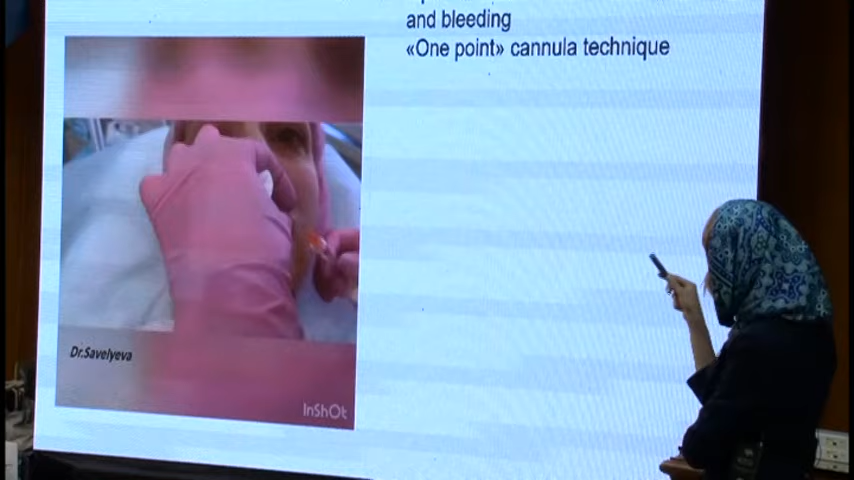 and bleeding
«One point» cannula technique
Dr.Savelyeva
InShOt